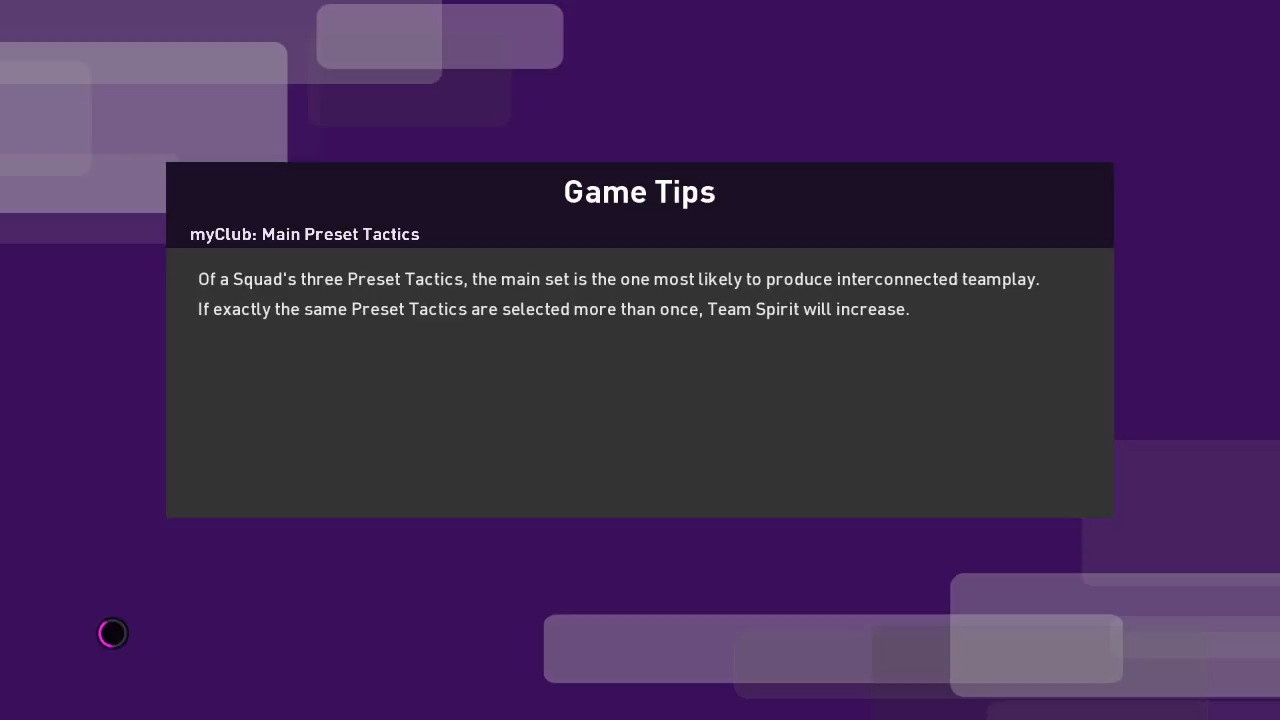 Game Tips
myClub: Main Preset Tactics
Of a Squad's three Preset Tactics, the main set is the one most likely to produce interconnected teamplay.
If exactly the same Preset Tactics are selected more than once, Team Spirit will increase.